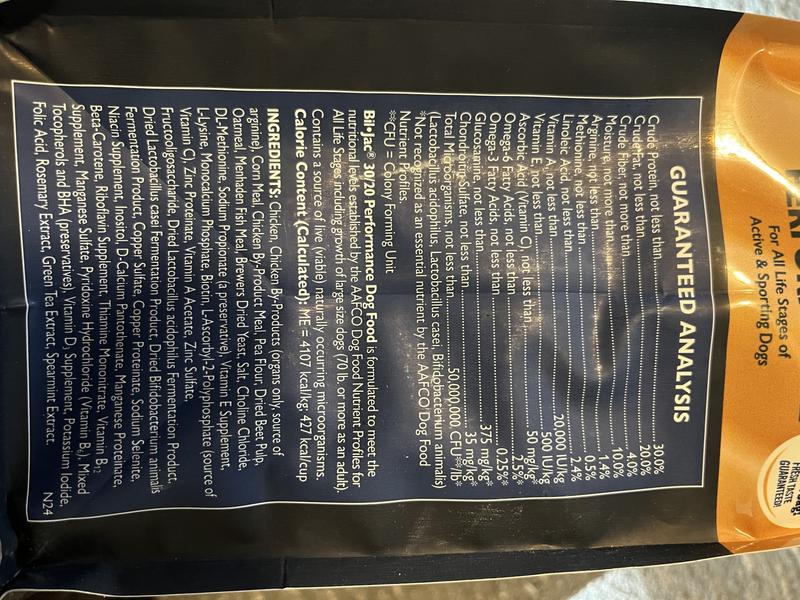 For All Life Stages of
Active & Sporting Dogs
FRESH TASTE
GUARANTEED!
GUARANTEED ANALYSIS
Crude Protein, not less than 30.0%
Crude Fat, not less than 20.0%
Crude Fiber, not more than 4.0%
Moisture, not more than 10.0%
Arginine, not less than 1.4%
Methionine, not less than 0.5%
Linoleic Acid, not less than 2.4%
Vitamin A, not less than 20,000 IU/kg
Vitamin E, not less than 500 IU/kg
Ascorbic Acid (Vitamin C), not less than 50 mg/kg*
Omega-6 Fatty Acids, not less than 2.5%*
Omega-3 Fatty Acids, not less than 0.25%*
Glucosamine, not less than 375 mg/kg*
Chondroitin Sulfate, not less than 35 mg/kg*
Total Microorganisms, not less than 50,000,000 CFU**/lb*
(Lactobacillus acidophilus, Lactobacillus casei, Bifidobacterium animalis)
*Not recognized as an essential nutrient by the AAFCO Dog Food
Nutrient Profiles.
**CFU = Colony Forming Unit
Bil•Jac® 30/20 Performance Dog Food is formulated to meet the
nutritional levels established by the AAFCO Dog Food Nutrient Profiles for
All Life Stages including growth of large size dogs (70 lb. or more as an adult).
Contains a source of live (viable) naturally occurring microorganisms.
Calorie Content (Calculated): ME = 4107 kcal/kg; 427 kcal/cup
INGREDIENTS: Chicken, Chicken By-Products (organs only, source of
arginine), Corn Meal, Chicken By-Product Meal, Pea Flour, Dried Beet Pulp,
Oatmeal, Menhaden Fish Meal, Brewers Dried Yeast, Salt, Choline Chloride,
DL-Methionine, Sodium Propionate (a preservative), Vitamin E Supplement,
L-Lysine, Monocalcium Phosphate, Biotin, L-Ascorbyl-2-Polyphosphate (source of
Vitamin C), Zinc Proteinate, Vitamin A Acetate, Zinc Sulfate,
Fructooligosaccharide, Dried Lactobacillus acidophilus Fermentation Product,
Dried Lactobacillus casei Fermentation Product, Dried Bifidobacterium animalis
Fermentation Product, Copper Sulfate, Copper Proteinate, Sodium Selenite,
Niacin Supplement, Inositol, D-Calcium Pantothenate, Manganese Proteinate,
Beta-Carotene, Riboflavin Supplement, Thiamine Mononitrate, Vitamin B12
Supplement, Manganese Sulfate, Pyridoxine Hydrochloride (Vitamin B6), Mixed
Tocopherols and BHA (preservatives), Vitamin D3 Supplement, Potassium Iodide,
Folic Acid, Rosemary Extract, Green Tea Extract, Spearmint Extract.
N24